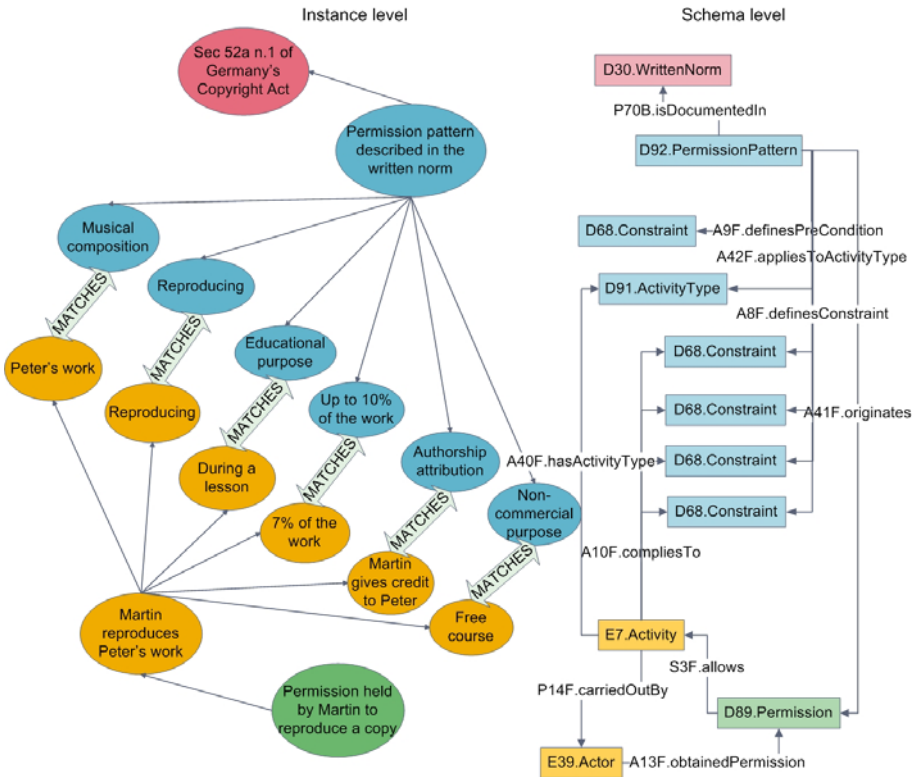 Instance level
Schema level
Sec 52a n.1 of
Germany's
Copyright Act
D30.WrittenNorm
P70B.isDocumentedIn
Permission pattern
described in the
written norm
D92.PermissionPattern
Musical
composition
D68.Constraint
A9F.definesPreCondition
A42F.appliesToActivityType
Reproducing
D91.ActivityType
MATCHES
MATCHES
A8F.definesConstraint
Educational
purpose
D68.Constraint
Peter's work
MATCHES
Up to 10%
of the work
Reproducing
D68.Constraint
A41F.originates
MATCHES
Authorship
attribution
A40F.hasActivityType
D68.Constraint
During a
lesson
Non-
commercial
purpose
D68.Constraint
7% of the
work
MATCHES
A10F.compliesTo
Martin
gives credit
to Peter
MATCHES
Martin
reproduces
Peter's work
Free
course
E7.Activity
S3F.allows
P14F.carriedOutBy
Permission held
by Martin to
reproduce a copy
D89.Permission
E39.Actor
A13F.obtainedPermission